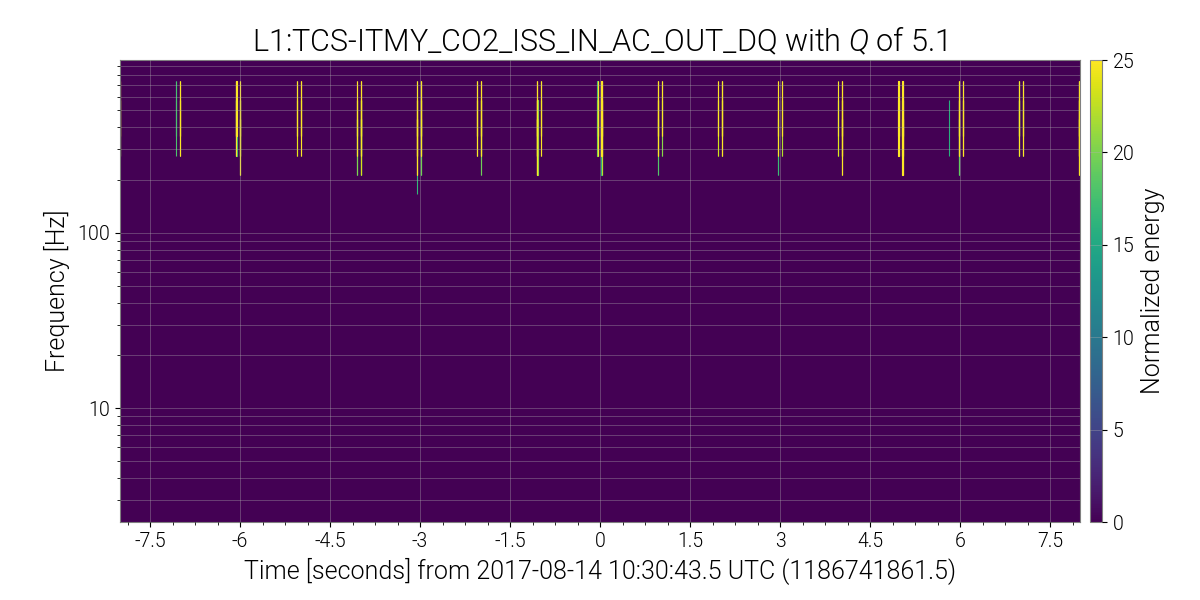 L1:TCS-ITMY_CO2_ISS_IN_AC_OUT_DQ with Q of 5.1
Frequency [Hz]
100
10
-7.5 -6 -4.5 -3 -1.5 0 1.5 3 4.5 6 7.5
Time [seconds] from 2017-08-14 10:30:43.5 UTC (1186741861.5)
25
20
15
10
5
0
Normalized energy